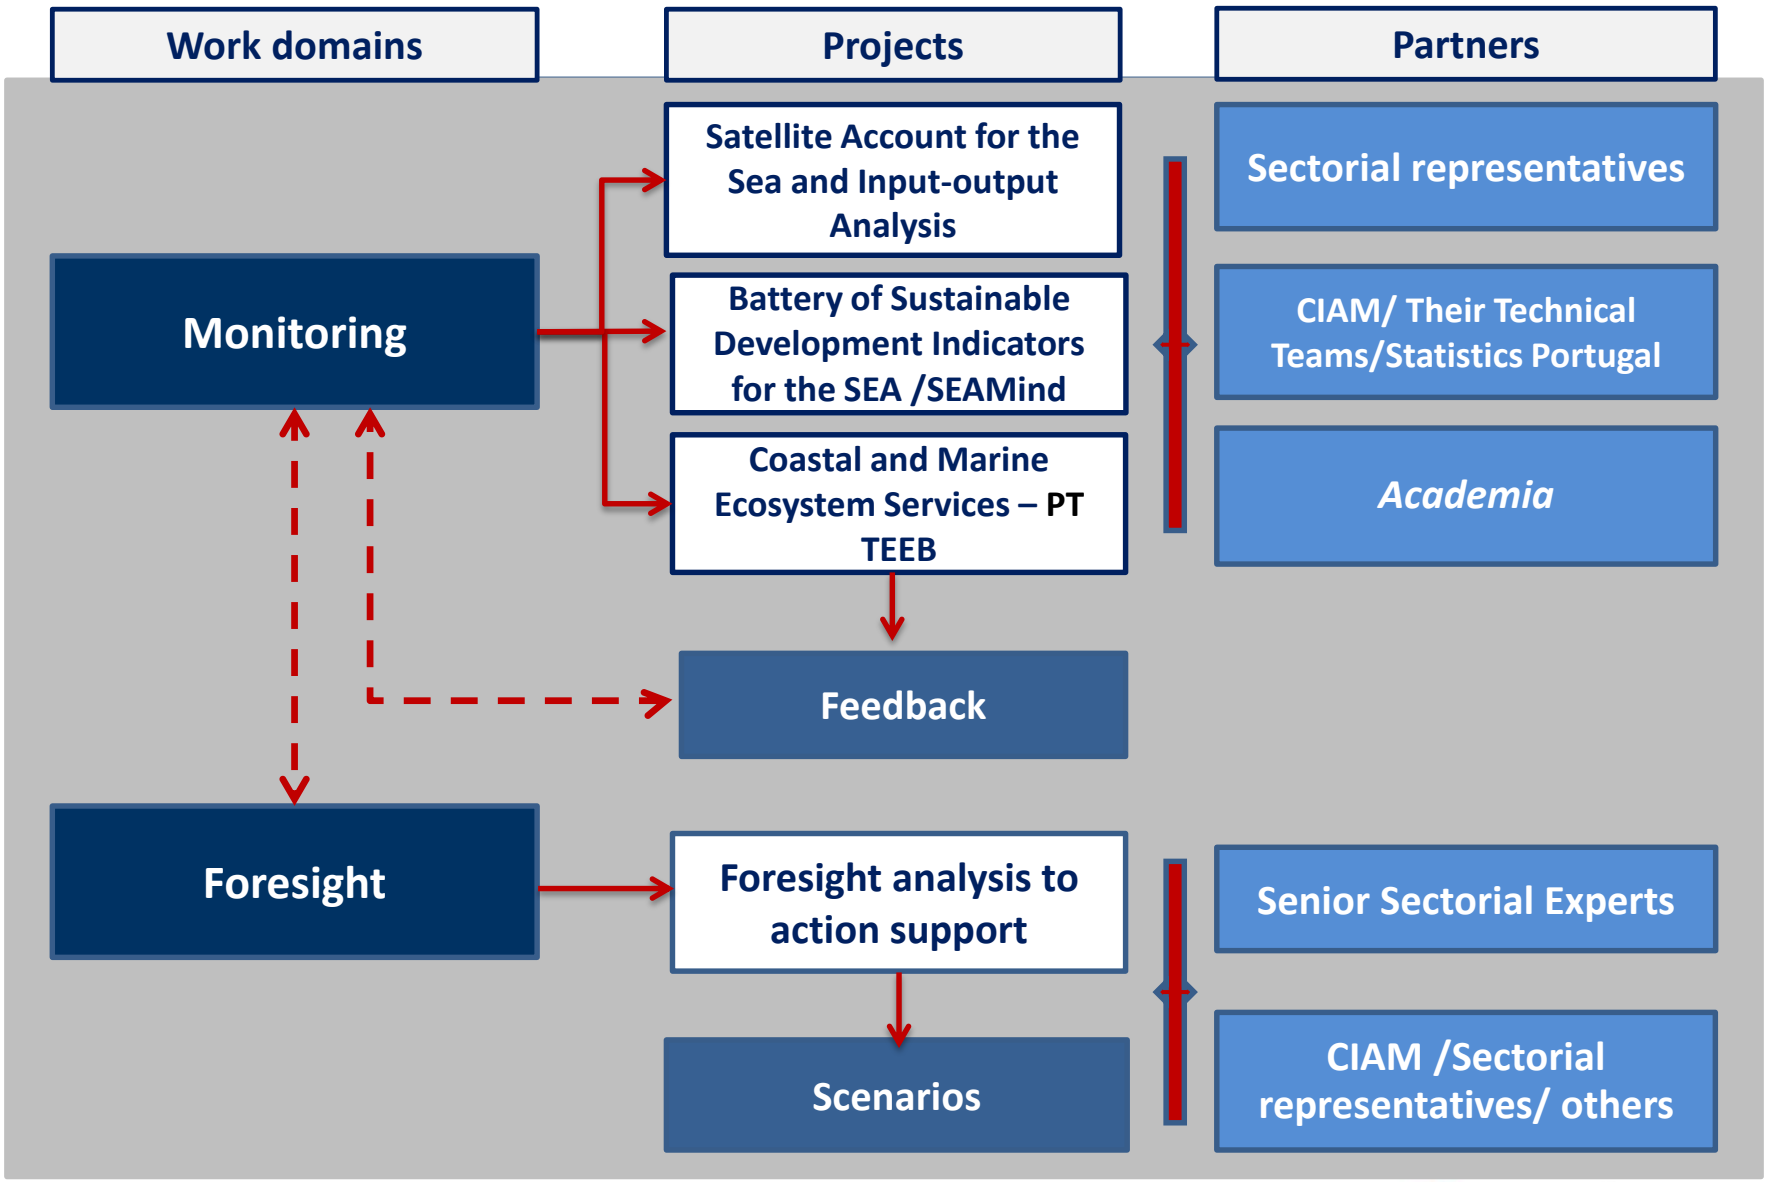 Work domains
Projects
Partners
Satellite Account for the
Sea and Input-output
Analysis
Sectorial representatives
Monitoring
Battery of Sustainable
Development Indicators
for the SEA /SEAMind
CIAM/ Their Technical
Teams/Statistics Portugal
Coastal and Marine
Ecosystem Services – PT
TEEB
Academia
Feedback
Foresight
Foresight analysis to
action support
Senior Sectorial Experts
Scenarios
CIAM /Sectorial
representatives/ others